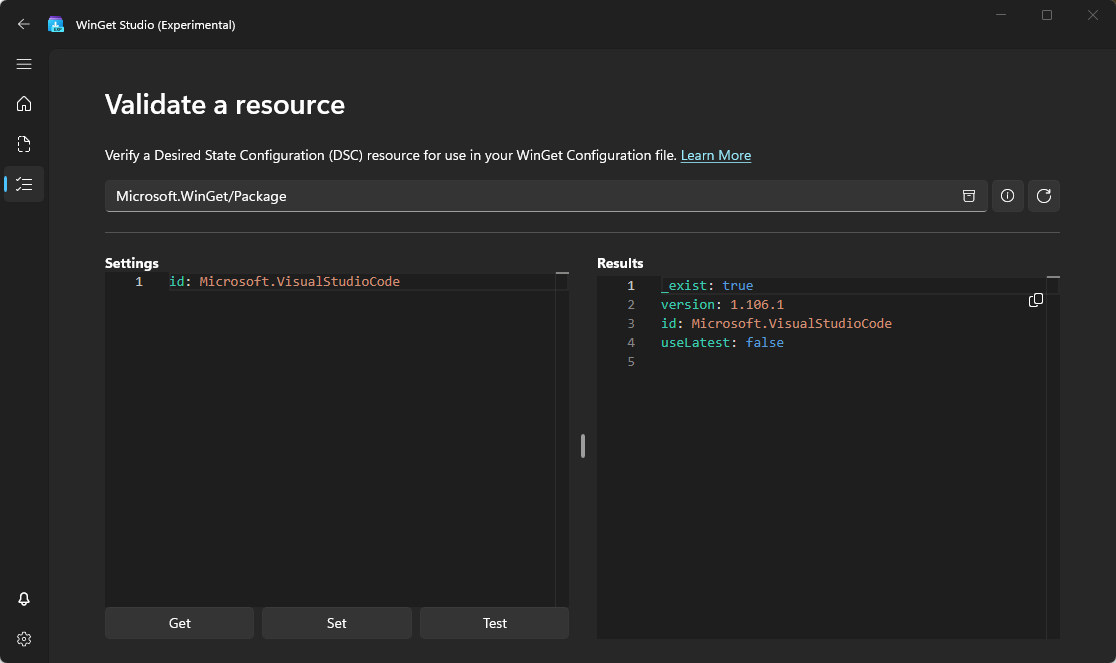 WinGet Studio (Experimental)
Validate a resource
Verify a Desired State Configuration (DSC) resource for use in your WinGet Configuration file. Learn More
Microsoft.WinGet/Package
Settings
1 id: Microsoft.VisualStudioCode
Get Set Test
Results
1 _exist: true
2 version: 1.106.1
3 id: Microsoft.VisualStudioCode
4 useLatest: false
5